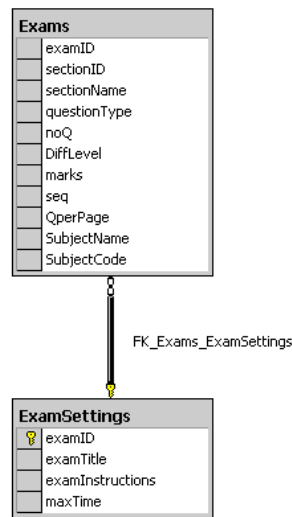 Exams
examID
sectionID
sectionName
questionType
noQ
DiffLevel
marks
seq
QperPage
SubjectName
SubjectCode
FK_Exams_ExamSettings
ExamSettings
examID
examTitle
examInstructions
maxTime